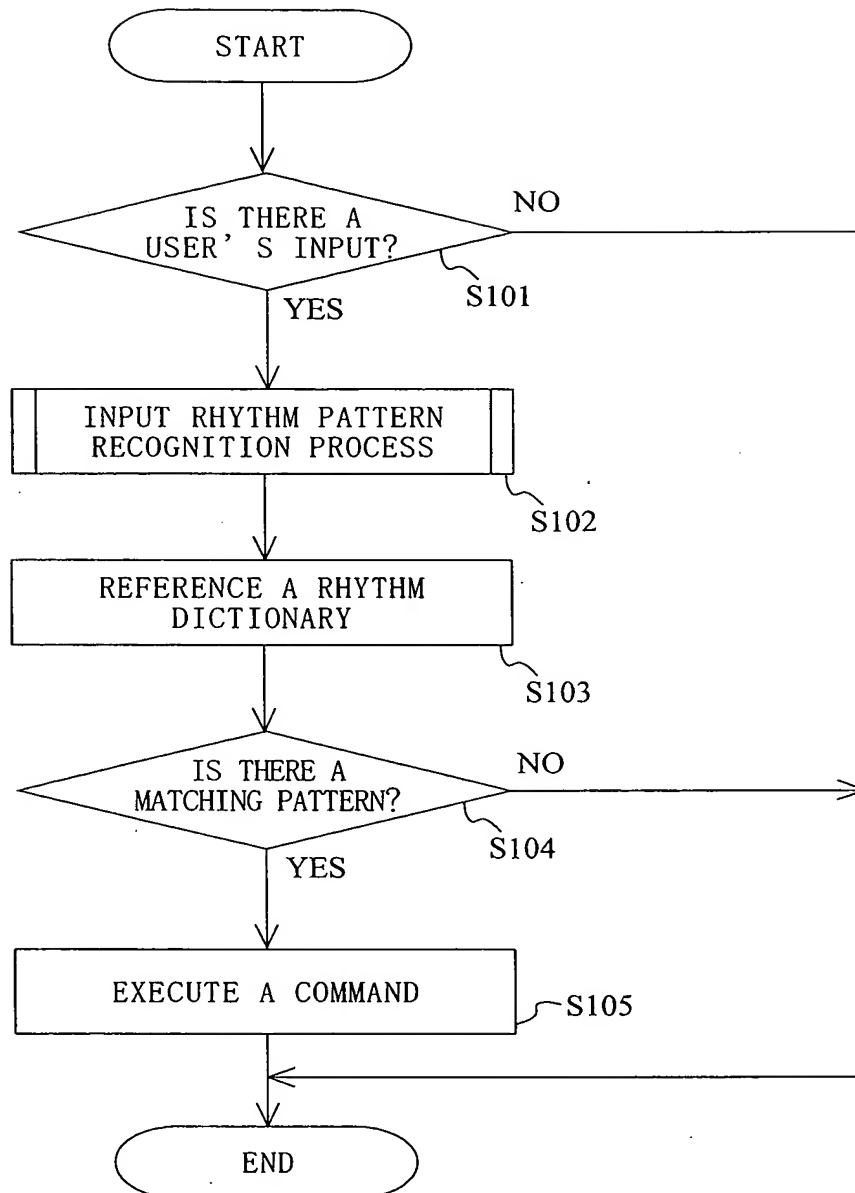 START
IS THERE A
USER' S INPUT?
NO
S101
YES
INPUT RHYTHM PATTERN
RECOGNITION PROCESS
S102
REFERENCE A RHYTHM
DICTIONARY
S103
IS THERE A
MATCHING PATTERN?
NO
S104
YES
EXECUTE A COMMAND
S105
END